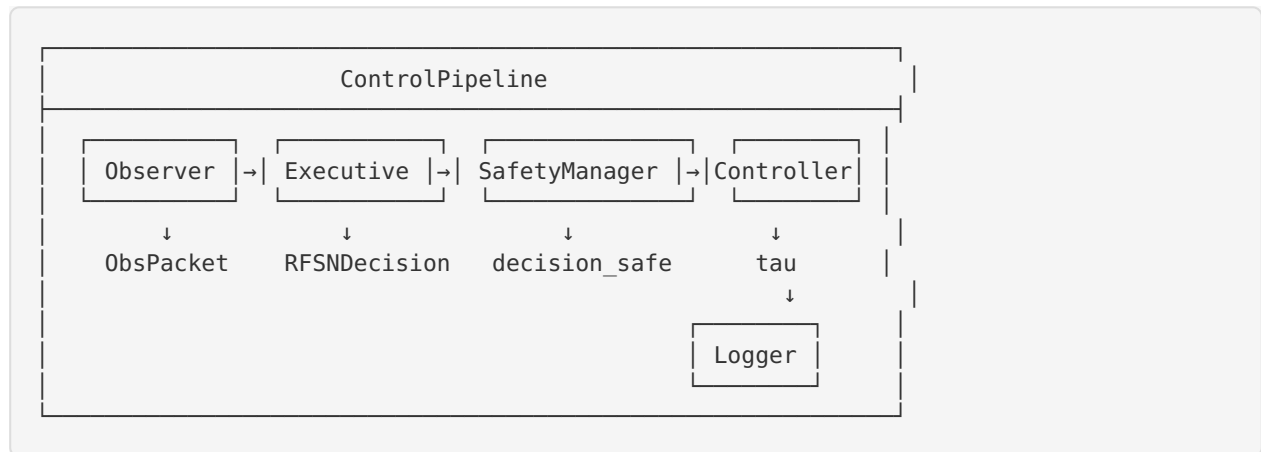 ControlPipeline
Observer → Executive → SafetyManager → Controller
↓ ↓ ↓ ↓
ObsPacket RFSNDecision decision_safe tau
↓
Logger